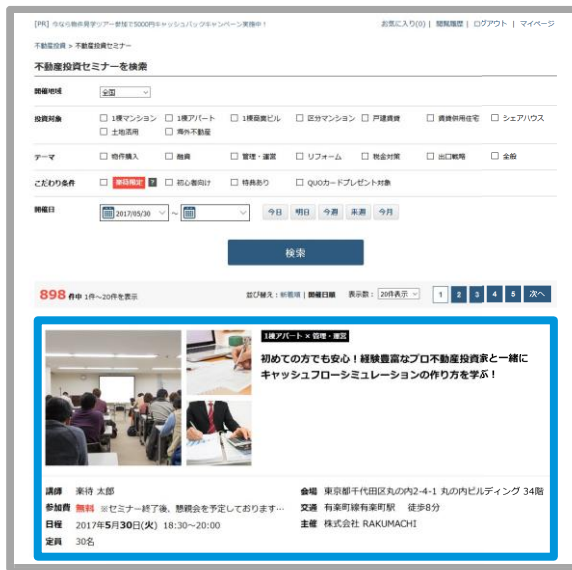 [PR] 今なら物件見学ツアー参加で5000円キャッシュバックキャンペーン実施中！ お気に入り(0) | 閲覧履歴 | ログアウト | マイページ
不動産投資 > 不動産投資セミナー
不動産投資セミナーを検索
開催地域 全国
投資対象 1棟マンション 1棟アパート 1棟商業ビル 区分マンション 戸建賃貸 賃貸併用住宅 シェアハウス
土地活用 海外不動産
テーマ 物件購入 融資 管理・運営 リフォーム 税金対策 出口戦略 全般
こだわり条件 楽待限定 ? 初心者向け 特典あり QUOカードプレゼント対象
開催日 2017/05/30 ～ 今日 明日 今週 来週 今月
検索
898 件中 1件～20件を表示 並び替え：新着順 | 開催日順 表示数： 20件表示 1 2 3 4 5 次へ
1棟アパート × 管理・運営
初めての方でも安心！経験豊富なプロ不動産投資家と一緒に
キャッシュフローシミュレーションの作り方を学ぶ！
講師 楽待 太郎 会場 東京都千代田区丸の内2-4-1 丸の内ビルディング 34階
参加費 無料 ※セミナー終了後、懇親会を予定しております… 交通 有楽町線有楽町駅 徒歩8分
日程 2017年5月30日(火) 18:30～20:00 主催 株式会社 RAKUMACHI
定員 30名